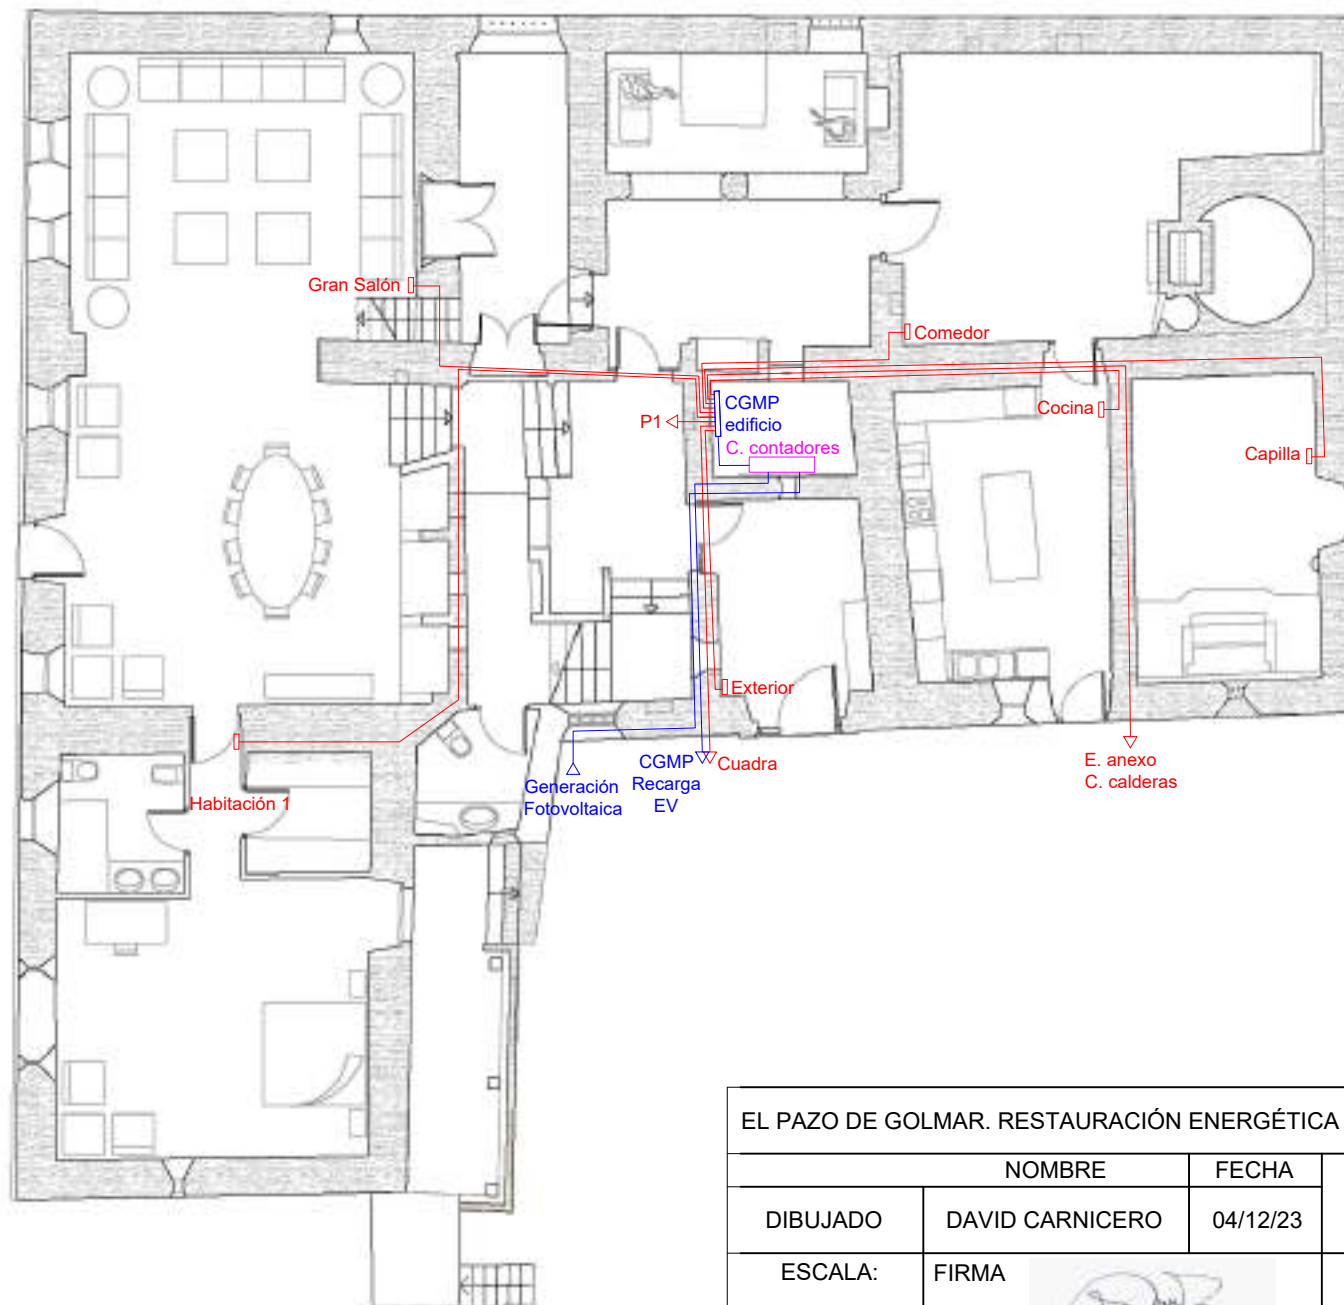 Gran Salón
Comedor
CGMP
edificio
P1
C. contadores
Cocina
Capilla
Exterior
Cuadra
CGMP
Recarga
EV
Generación
Fotovoltaica
E. anexo
C. calderas
Habitación 1
EL PAZO DE GOLMAR. RESTAURACIÓN ENERGÉTICA
NOMBRE FECHA
DIBUJADO DAVID CARNICERO 04/12/23
ESCALA: FIRMA